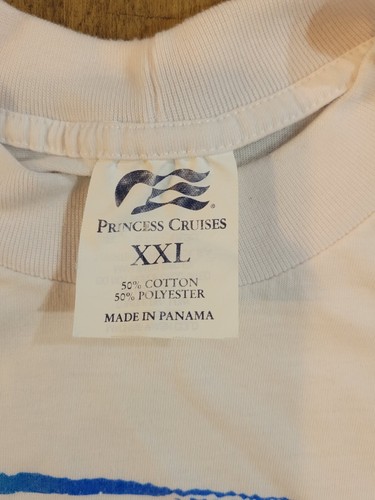 PRINCESS CRUISES
XXL
50% COTTON
50% POLYESTER
MADE IN PANAMA